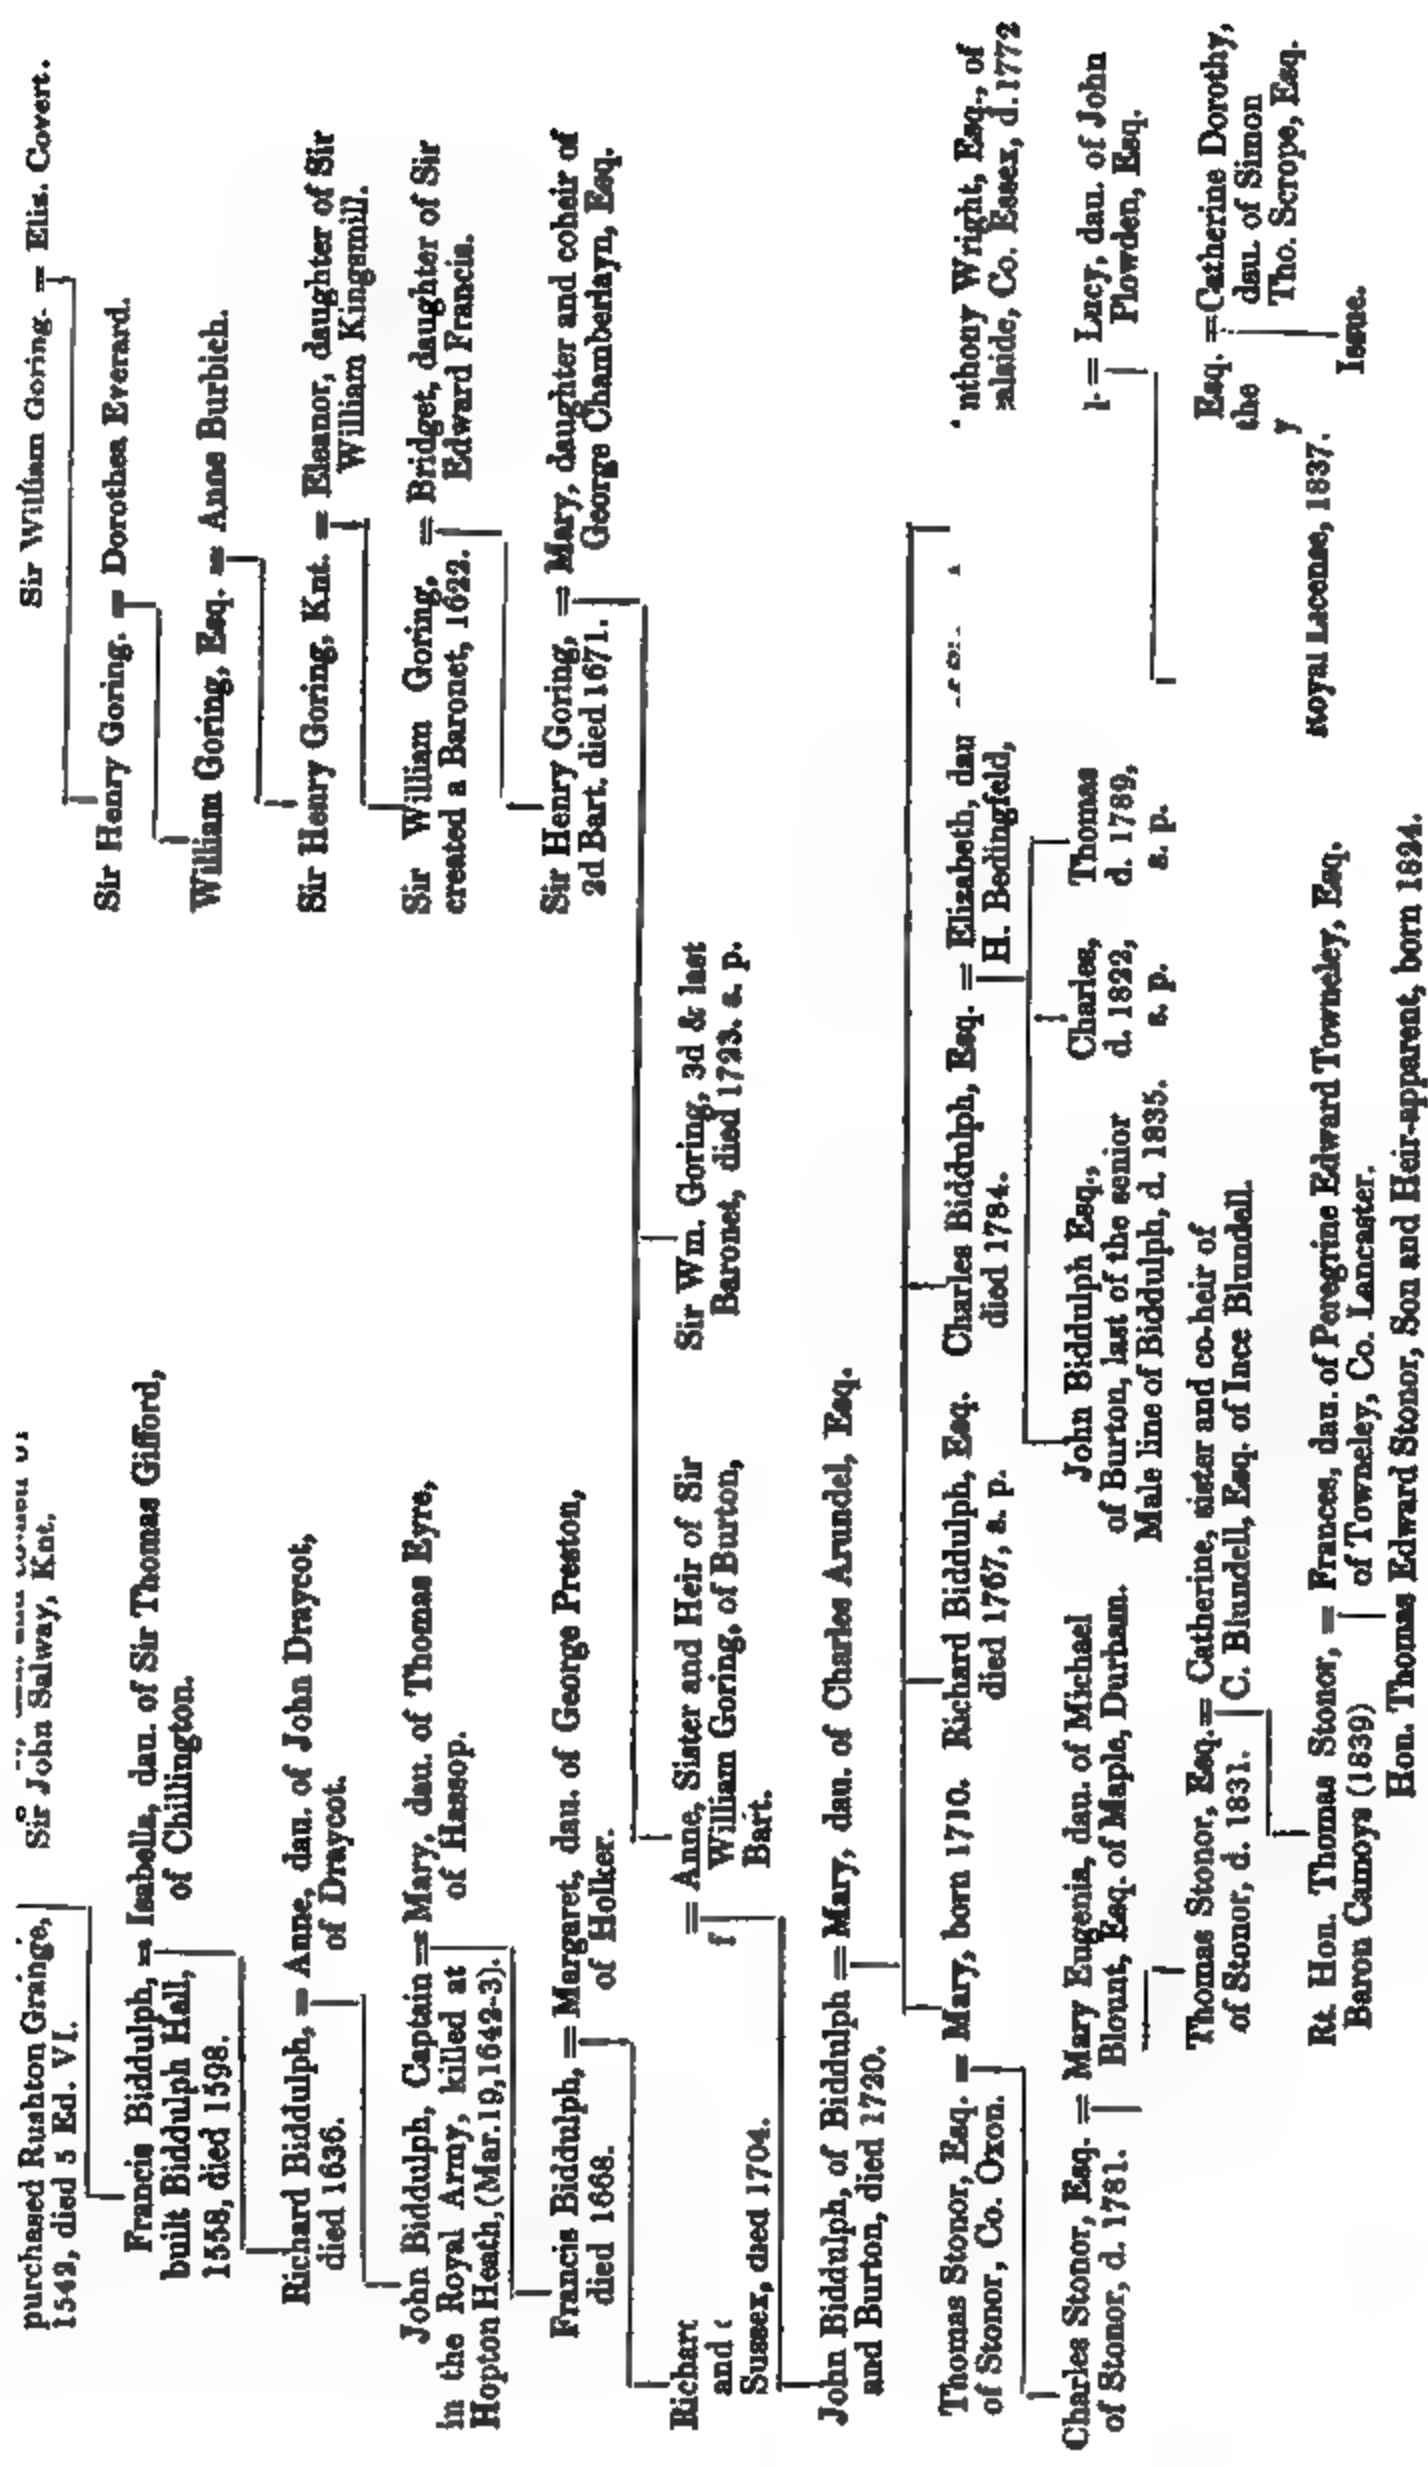 Sir William Goring. = Eliz. Covert.
Sir John Salway, Knt,
purchased Rushton Grange,
1542, died 5 Ed. VI.
Sir Henry Goring. = Dorothea Everard.
Francis Biddulph, = Isabella, dau. of Sir Thomas Gifford,
built Biddulph Hall, of Chillington.
1558, died 1598.
William Goring, Esq. = Anne Burbich.
Richard Biddulph, = Anne, dau. of John Draycot,
died 1636. of Draycot.
Sir Henry Goring, Knt. = Eleanor, daughter of Sir
William Kingsmill.
John Biddulph, Captain = Mary, dau. of Thomas Eyre,
in the Royal Army, killed at of Hassop.
Hopton Heath, (Mar. 19, 1642-3).
Sir William Goring, = Bridget, daughter of Sir
created a Baronet, 1622. Edward Francis.
Francis Biddulph, = Margaret, dau. of George Preston,
died 1668. of Holker.
Sir Henry Goring, = Mary, daughter and coheir of
2d Bart. died 1671. George Chamberlayn, Esq.
Richar
and
Sussex, died 1704.
= Anne, Sister and Heir of Sir
William Goring, of Burton,
Bart.
Sir Wm. Goring, 3d & last
Baronet, died 1723. s. p.
John Biddulph, of Biddulph = Mary, dau. of Charles Arundel, Esq.
and Burton, died 1720.
Thomas Stonor, Esq. = Mary, born 1710.
of Stonor, Co. Oxon.
Richard Biddulph, Esq.
died 1767, s. p.
Charles Biddulph, Esq. = Elizabeth, dau
died 1784. H. Bedingfeld,
nthony Wright, Esq., of
alside, Co. Essex, d. 1772
Charles Stonor, Esq. = Mary Eugenia, dau. of Michael
of Stonor, d. 1781. Blount, Esq. of Maple, Durham.
John Biddulph Esq.,
of Burton, last of the senior
Male line of Biddulph, d. 1835.
Charles,
d. 1822,
s. p.
Thomas
d. 1789,
s. p.
= Lucy, dau. of John
Plowden, Esq.
Thomas Stonor, Esq. = Catherine, sister and co-heir of
of Stonor, d. 1831. C. Blundell, Esq. of Ince Blundell.
Esq. = Catherine Dorothy,
the dau. of Simon
y Tho. Scrope, Esq.
Royal License, 1837.
Issue.
Rt. Hon. Thomas Stonor, = Frances, dau. of Peregrine Edward Towneley, Esq.
Baron Camoys (1839) of Towneley, Co. Lancaster.
Hon. Thomas Edward Stonor, Son and Heir-apparent, born 1824.